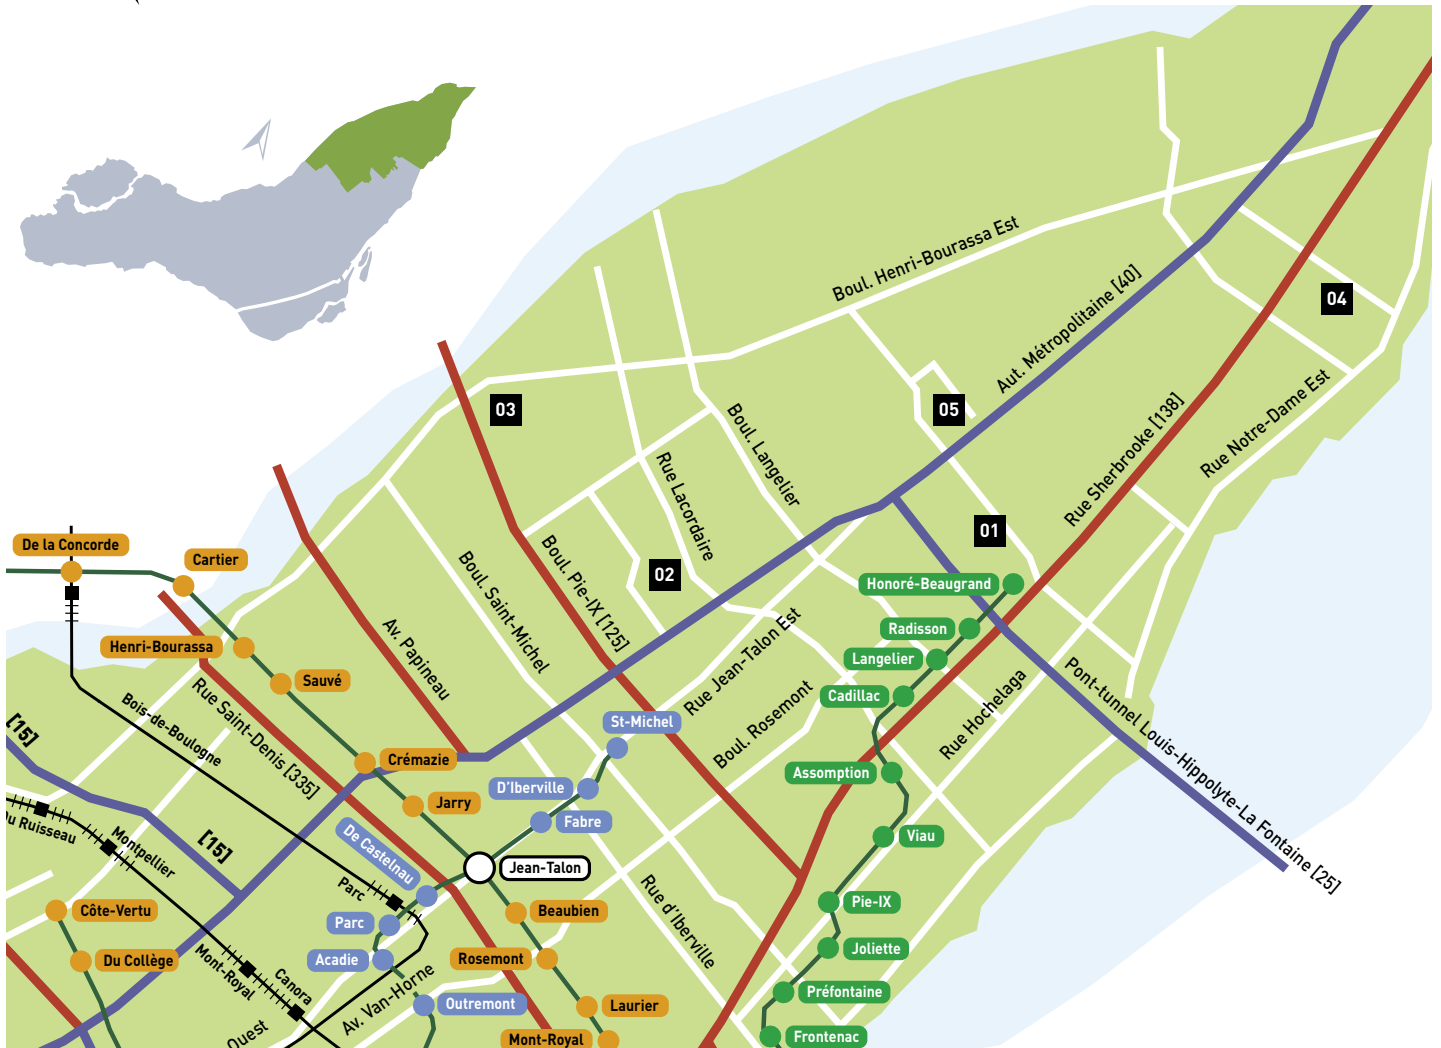 Boul. Henri-Bourassa Est
Aut. Métropolitaine [40]
04
03
05
Boul. Langelier
Rue Sherbrooke [138]
Rue Notre-Dame Est
Rue Lacordaire
01
De la Concorde
Cartier
Boul. Saint-Michel
Boul. Pie-IX [125]
02
Honoré-Beaugrand
Radisson
Henri-Bourassa
Av. Papineau
Langelier
Sauvé
Rue Jean-Talon Est
Cadillac
Rue Hochelaga
Pont-tunnel Louis-Hippolyte-La Fontaine [25]
Rue Saint-Denis [335]
Bois-de-Boulogne
St-Michel
Boul. Rosemont
[15]
Crémazie
Assomption
D'Iberville
Jarry
Fabre
Du Ruisseau
Montpellier
[15]
De Castelnau
Viau
Jean-Talon
Parc
Côte-Vertu
Parc
Beaubien
Pie-IX
Rue d'Iberville
Acadie
Du Collège
Rosemont
Joliette
Mont-Royal
Canora
Av. Van-Horne
Outremont
Laurier
Préfontaine
Ouest
Mont-Royal
Frontenac